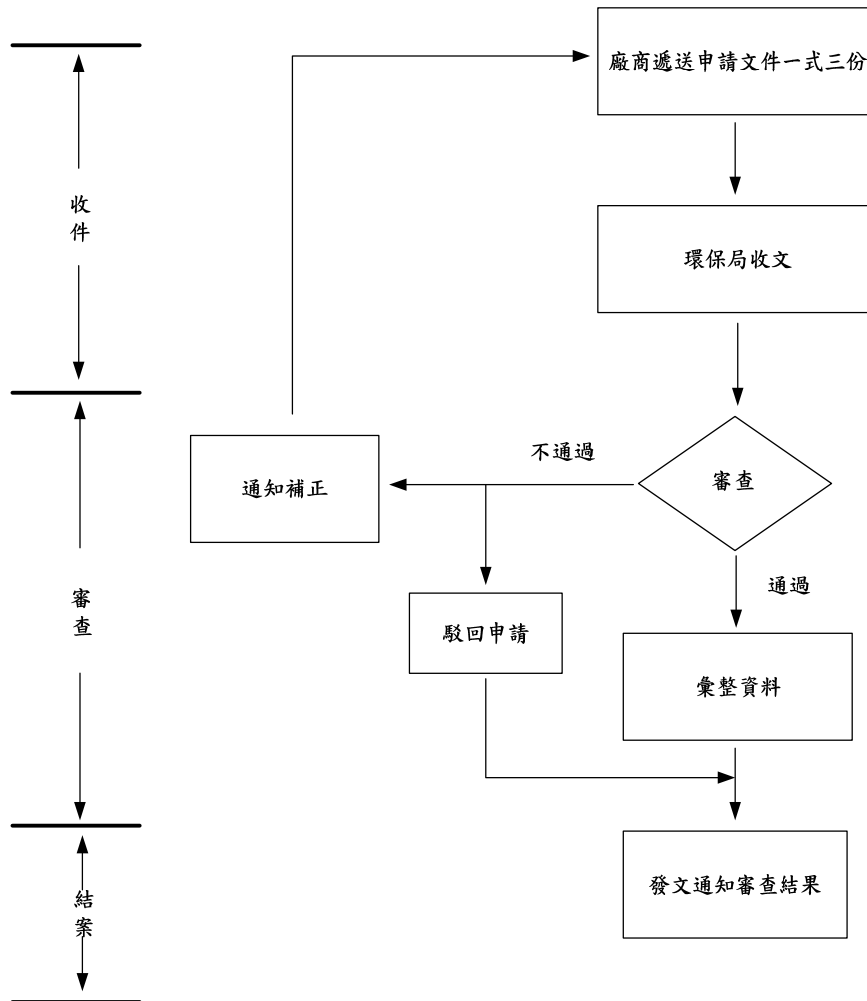 廠商遞送申請文件一式三份
收件
環保局收文
不通過
審查
通知補正
通過
審查
駁回申請
彙整資料
結案
發文通知審查結果